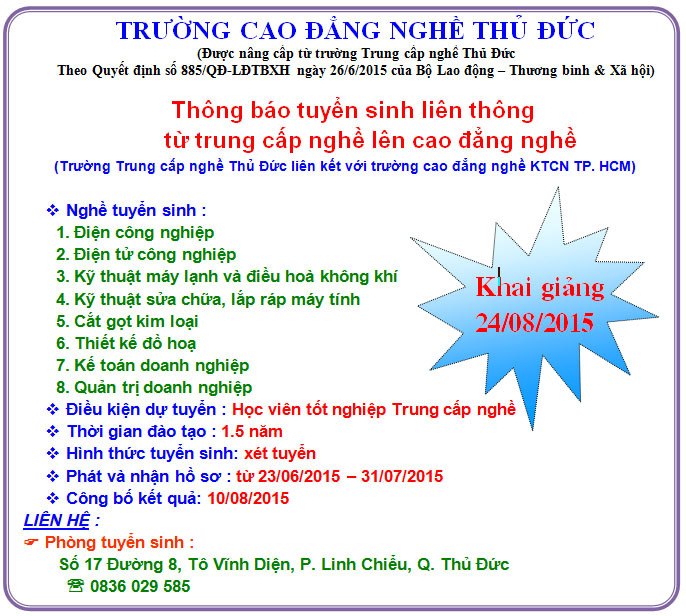 TRƯỜNG CAO ĐẲNG NGHỀ THỦ ĐỨC
(Được nâng cấp từ trường Trung cấp nghề Thủ Đức
Theo Quyết định số 885/QĐ-LĐTBXH ngày 26/6/2015 của Bộ Lao động – Thương binh & Xã hội)
Thông báo tuyển sinh liên thông
từ trung cấp nghề lên cao đẳng nghề
(Trường Trung cấp nghề Thủ Đức liên kết với trường cao đẳng nghề KTCN TP. HCM)
❖ Nghề tuyển sinh :
1. Điện công nghiệp
2. Điện tử công nghiệp
3. Kỹ thuật máy lạnh và điều hoà không khí
4. Kỹ thuật sửa chữa, lắp ráp máy tính
5. Cắt gọt kim loại
6. Thiết kế đồ hoạ
7. Kế toán doanh nghiệp
8. Quản trị doanh nghiệp
Khai giảng
24/08/2015
❖ Điều kiện dự tuyển : Học viên tốt nghiệp Trung cấp nghề
❖ Thời gian đào tạo : 1.5 năm
❖ Hình thức tuyển sinh: xét tuyển
❖ Phát và nhận hồ sơ : từ 23/06/2015 – 31/07/2015
❖ Công bố kết quả: 10/08/2015
LIÊN HỆ :
☞ Phòng tuyển sinh :
Số 17 Đường 8, Tô Vĩnh Diện, P. Linh Chiểu, Q. Thủ Đức
☏ 0836 029 585